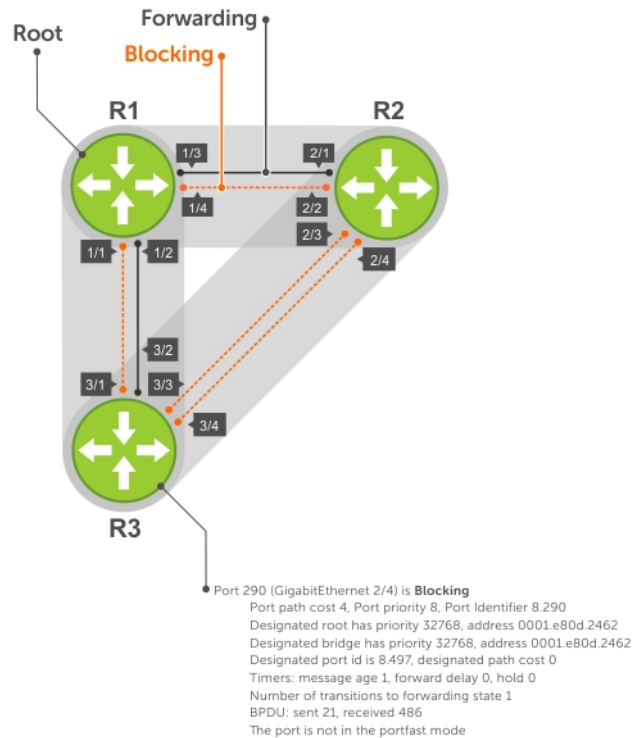 Forwarding
Root
Blocking
R1
R2
1/3
2/1
1/4
2/2
2/3
1/1
1/2
2/4
3/2
3/1
3/3
3/4
R3
Port 290 (GigabitEthernet 2/4) is Blocking
Port path cost 4, Port priority 8, Port Identifier 8.290
Designated root has priority 32768, address 0001.e80d.2462
Designated bridge has priority 32768, address 0001.e80d.2462
Designated port id is 8.497, designated path cost 0
Timers: message age 1, forward delay 0, hold 0
Number of transitions to forwarding state 1
BPDU: sent 21, received 486
The port is not in the portfast mode